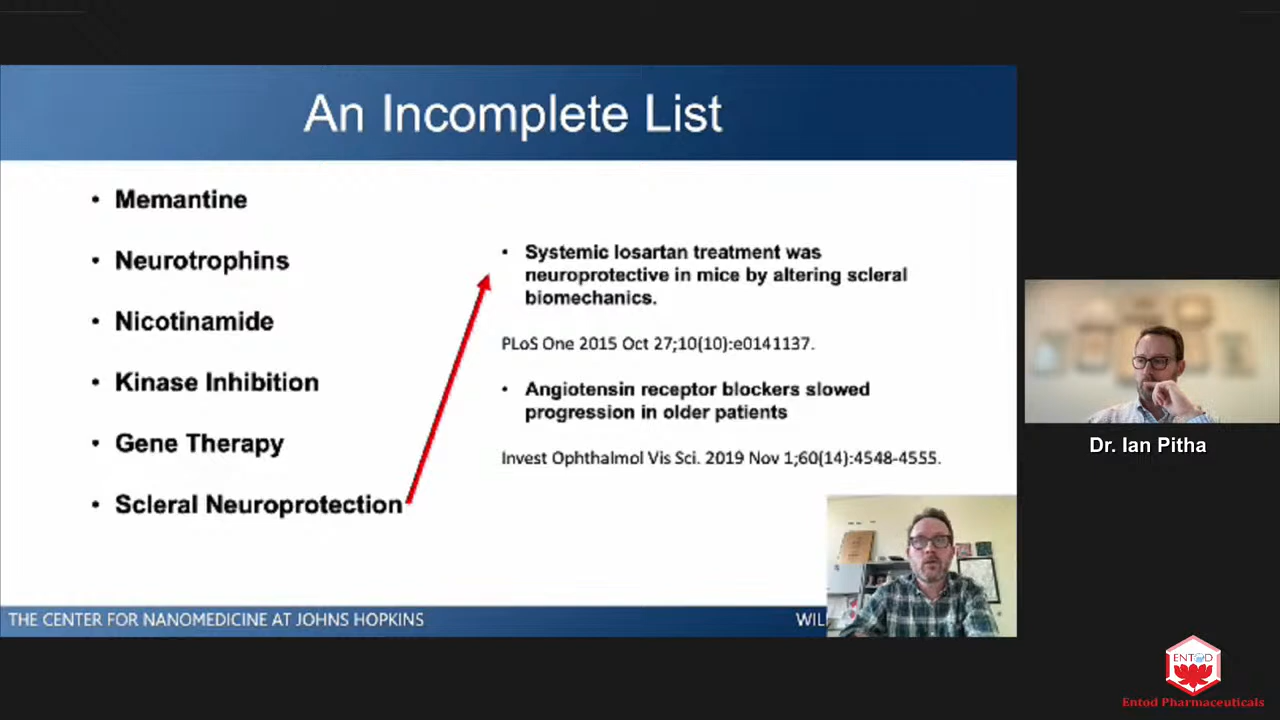 An Incomplete List
• Memantine
• Neurotrophins
• Nicotinamide
• Kinase Inhibition
• Gene Therapy
• Scleral Neuroprotection
• Systemic losartan treatment was
neuroprotective in mice by altering scleral
biomechanics.
PLoS One 2015 Oct 27;10(10):e0141137.
• Angiotensin receptor blockers slowed
progression in older patients
Invest Ophthalmol Vis Sci. 2019 Nov 1;60(14):4548-4555.
THE CENTER FOR NANOMEDICINE AT JOHNS HOPKINS
Dr. Ian Pitha
ENTOD
Entod Pharmaceuticals